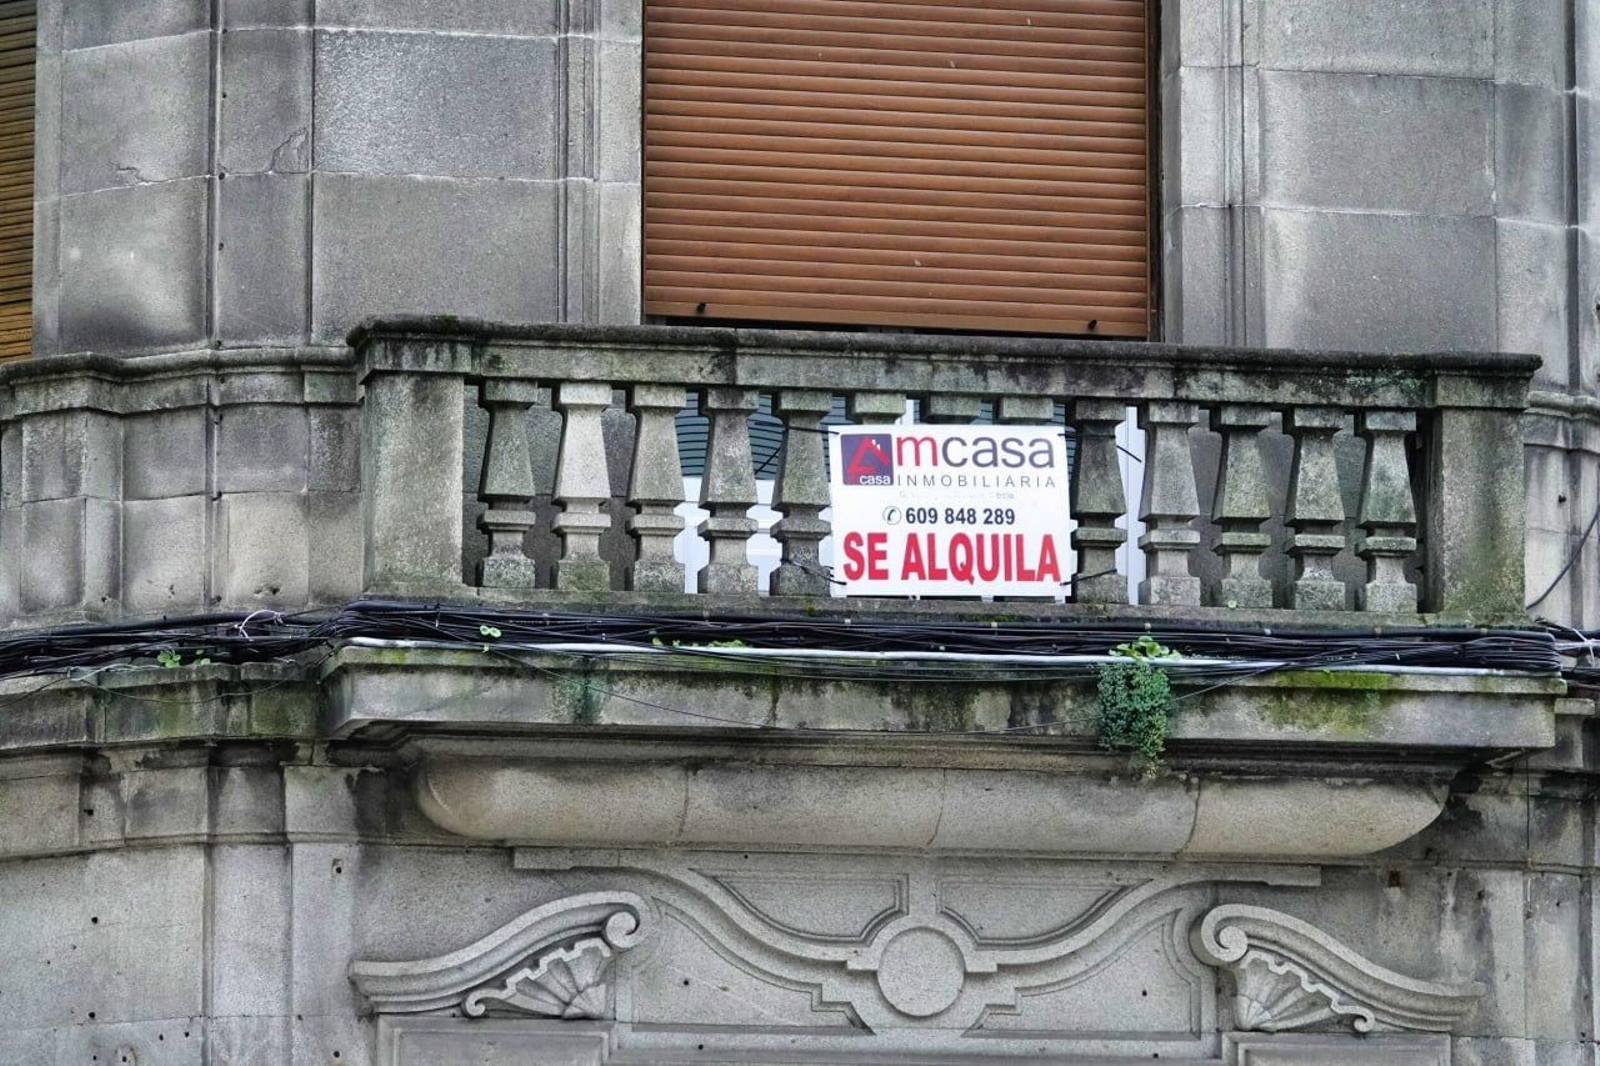 mcasa
casa INMOBILIARIA
609 848 289
SE ALQUILA